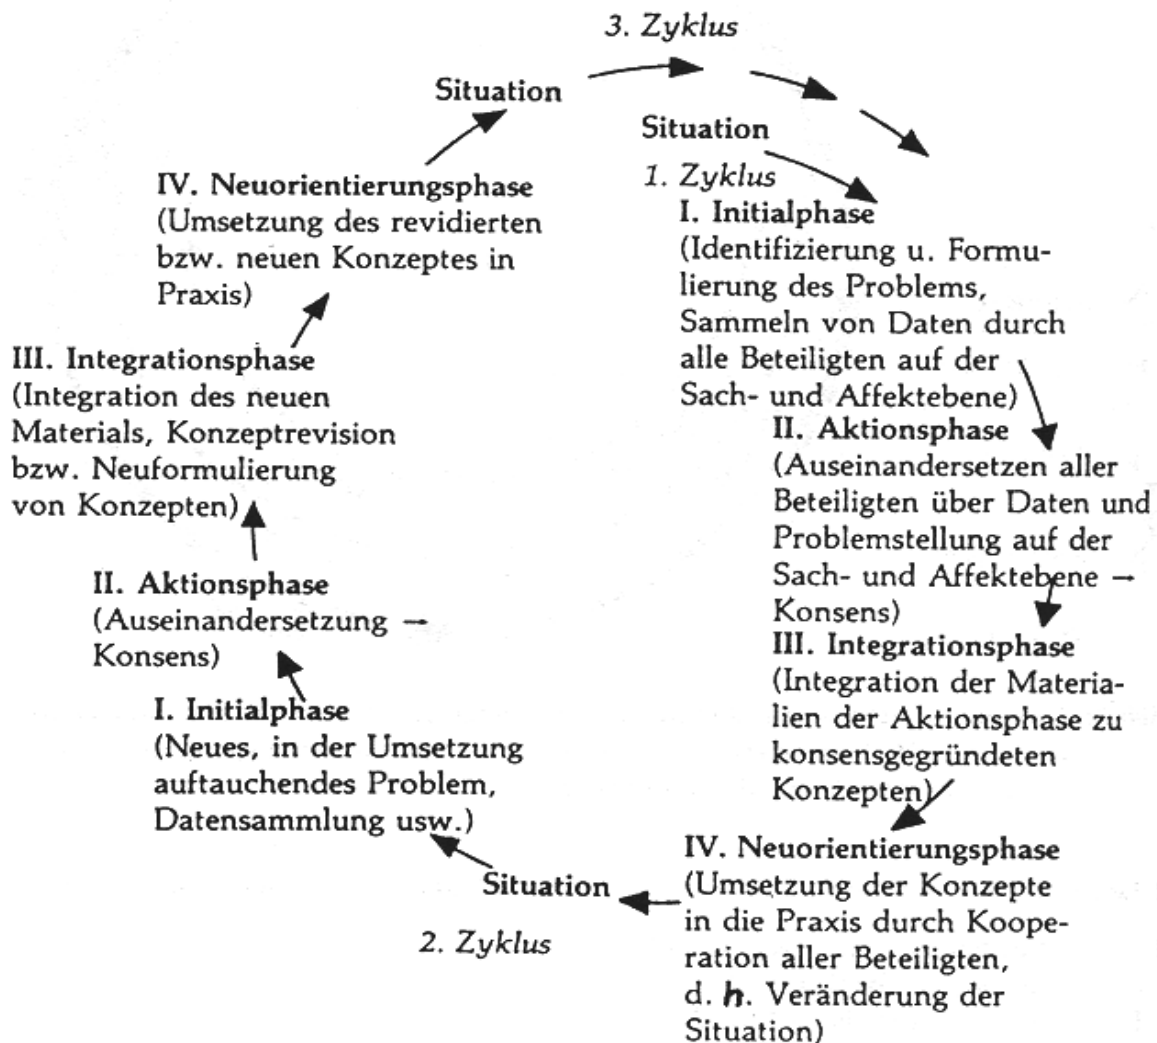 3. Zyklus
Situation
Situation
1. Zyklus
I. Initialphase
(Identifizierung u. Formu-
lierung des Problems,
Sammeln von Daten durch
alle Beteiligten auf der
Sach- und Affektebene)
II. Aktionsphase
(Auseinandersetzen aller
Beteiligten über Daten und
Problemstellung auf der
Sach- und Affektebene →
Konsens)
III. Integrationsphase
(Integration der Materia-
lien der Aktionsphase zu
konsensgegründeten
Konzepten)
IV. Neuorientierungsphase
(Umsetzung der Konzepte
in die Praxis durch Koope-
ration aller Beteiligten,
d. h. Veränderung der
Situation)
Situation
2. Zyklus
I. Initialphase
(Neues, in der Umsetzung
auftauchendes Problem,
Datensammlung usw.)
II. Aktionsphase
(Auseinandersetzung →
Konsens)
III. Integrationsphase
(Integration des neuen
Materials, Konzeptrevision
bzw. Neuformulierung
von Konzepten)
IV. Neuorientierungsphase
(Umsetzung des revidierten
bzw. neuen Konzeptes in
Praxis)